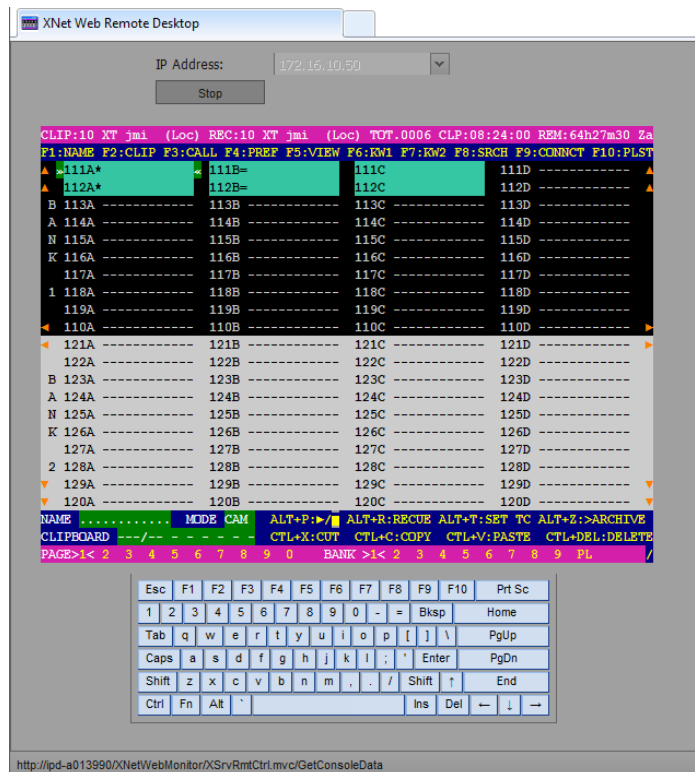 XNet Web Remote Desktop
IP Address: 172.16.10.50
Stop
CLIP:10 XT jmi (Loc) REC:10 XT jmi (Loc) TOT.0006 CLP:08:24:00 REM:64h27m30 Za
F1:NAME F2:CLIP F3:CALL F4:PREF F5:VIEW F6:KW1 F7:KW2 F8:SRCH F9:CONNCT F10:PLST
»111A* «111B= 111C 111D ------------
112A* 112B= 112C 112D ------------
B 113A ------------ 113B ------------ 113C ------------ 113D ------------
A 114A ------------ 114B ------------ 114C ------------ 114D ------------
N 115A ------------ 115B ------------ 115C ------------ 115D ------------
K 116A ------------ 116B ------------ 116C ------------ 116D ------------
117A ------------ 117B ------------ 117C ------------ 117D ------------
1 118A ------------ 118B ------------ 118C ------------ 118D ------------
119A ------------ 119B ------------ 119C ------------ 119D ------------
110A ------------ 110B ------------ 110C ------------ 110D ------------
121A ------------ 121B ------------ 121C ------------ 121D ------------
122A ------------ 122B ------------ 122C ------------ 122D ------------
B 123A ------------ 123B ------------ 123C ------------ 123D ------------
A 124A ------------ 124B ------------ 124C ------------ 124D ------------
N 125A ------------ 125B ------------ 125C ------------ 125D ------------
K 126A ------------ 126B ------------ 126C ------------ 126D ------------
127A ------------ 127B ------------ 127C ------------ 127D ------------
2 128A ------------ 128B ------------ 128C ------------ 128D ------------
129A ------------ 129B ------------ 129C ------------ 129D ------------
120A ------------ 120B ------------ 120C ------------ 120D ------------
NAME ............ MODE CAM ALT+P:►/ ALT+R:RECUE ALT+T:SET TC ALT+Z:>ARCHIVE
CLIPBOARD ---/-- - - - - - CTL+X:CUT CTL+C:COPY CTL+V:PASTE CTL+DEL:DELETE
PAGE>1< 2 3 4 5 6 7 8 9 0 BANK >1< 2 3 4 5 6 7 8 9 PL /
Esc F1 F2 F3 F4 F5 F6 F7 F8 F9 F10 Prt Sc
1 2 3 4 5 6 7 8 9 0 - = Bksp Home
Tab q w e r t y u i o p [ ] \ PgUp
Caps a s d f g h j k l ; ' Enter PgDn
Shift z x c v b n m , . / Shift ↑ End
Ctrl Fn Alt ` Ins Del ← ↓ →
http://ipd-a013990/XNetWebMonitor/XSrvRmtCtrl.mvc/GetConsoleData